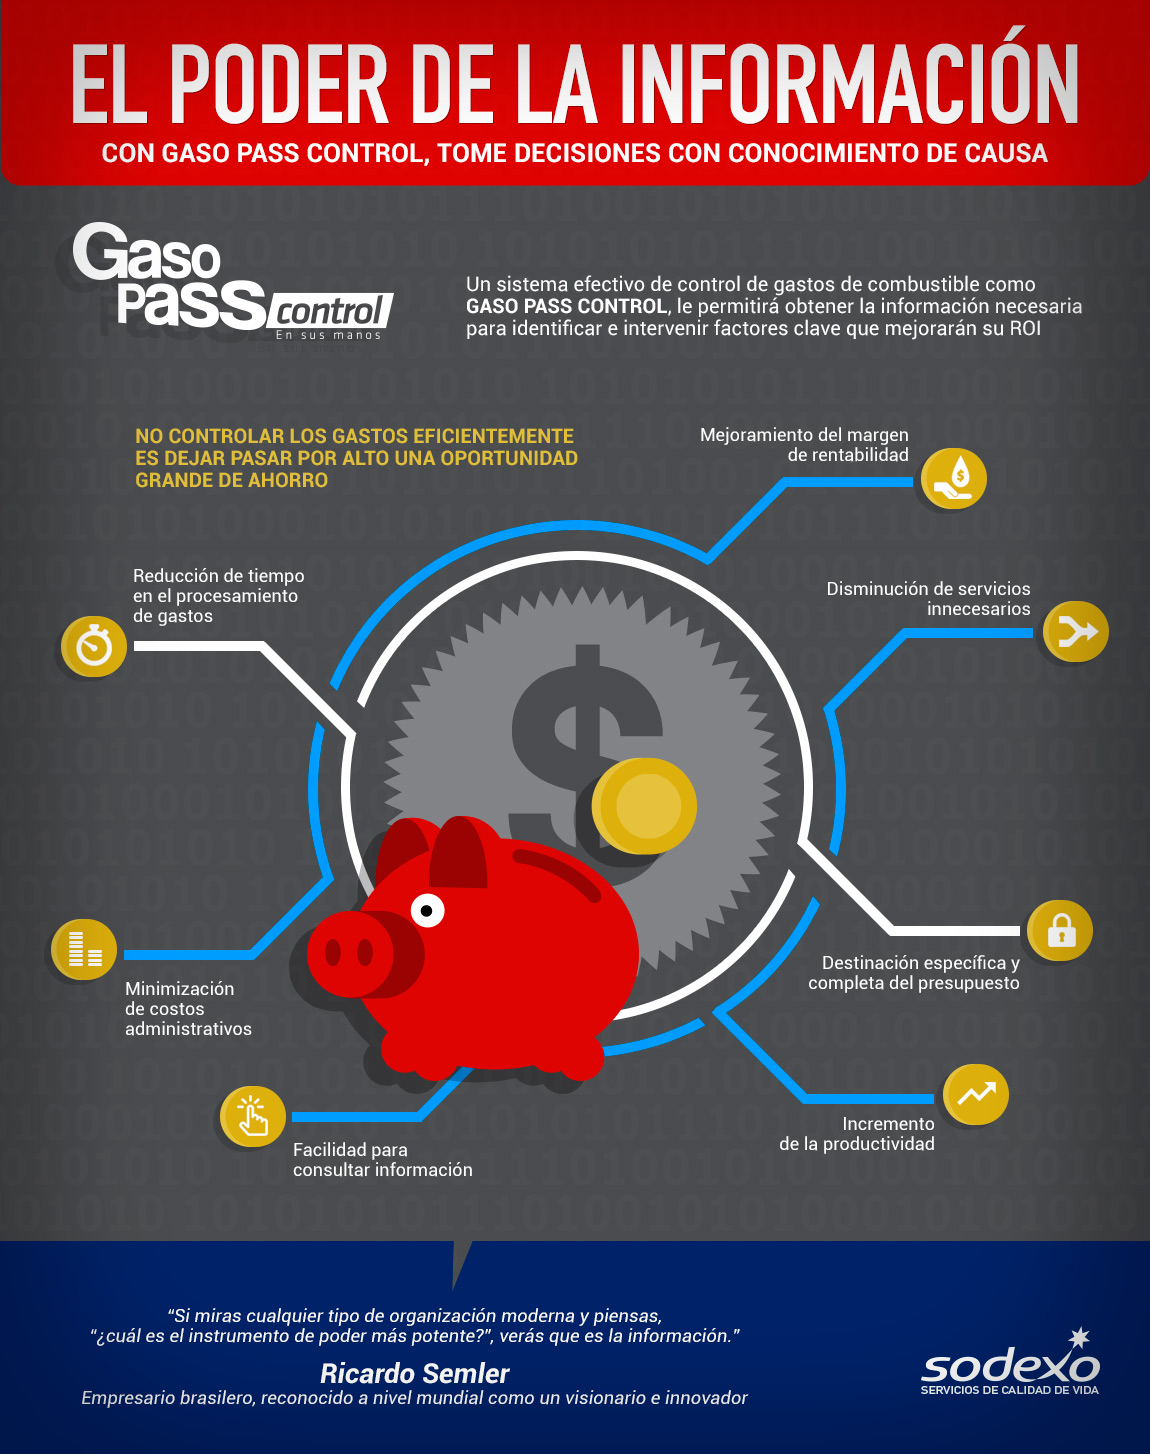 EL PODER DE LA INFORMACIÓN
CON GASO PASS CONTROL, TOME DECISIONES CON CONOCIMIENTO DE CAUSA
Gaso
Pass control
En sus manos
Un sistema efectivo de control de gastos de combustible como
GASO PASS CONTROL, le permitirá obtener la información necesaria
para identificar e intervenir factores clave que mejorarán su ROI
NO CONTROLAR LOS GASTOS EFICIENTEMENTE
ES DEJAR PASAR POR ALTO UNA OPORTUNIDAD
GRANDE DE AHORRO
Mejoramiento del margen
de rentabilidad
$
Reducción de tiempo
en el procesamiento
de gastos
Disminución de servicios
innecesarios
$
Destinación específica y
completa del presupuesto
Minimización
de costos
administrativos
Incremento
de la productividad
Facilidad para
consultar información
“Si miras cualquier tipo de organización moderna y piensas,
“¿cuál es el instrumento de poder más potente?”, verás que es la información.”
Ricardo Semler
Empresario brasilero, reconocido a nivel mundial como un visionario e innovador
sodexo
SERVICIOS DE CALIDAD DE VIDA